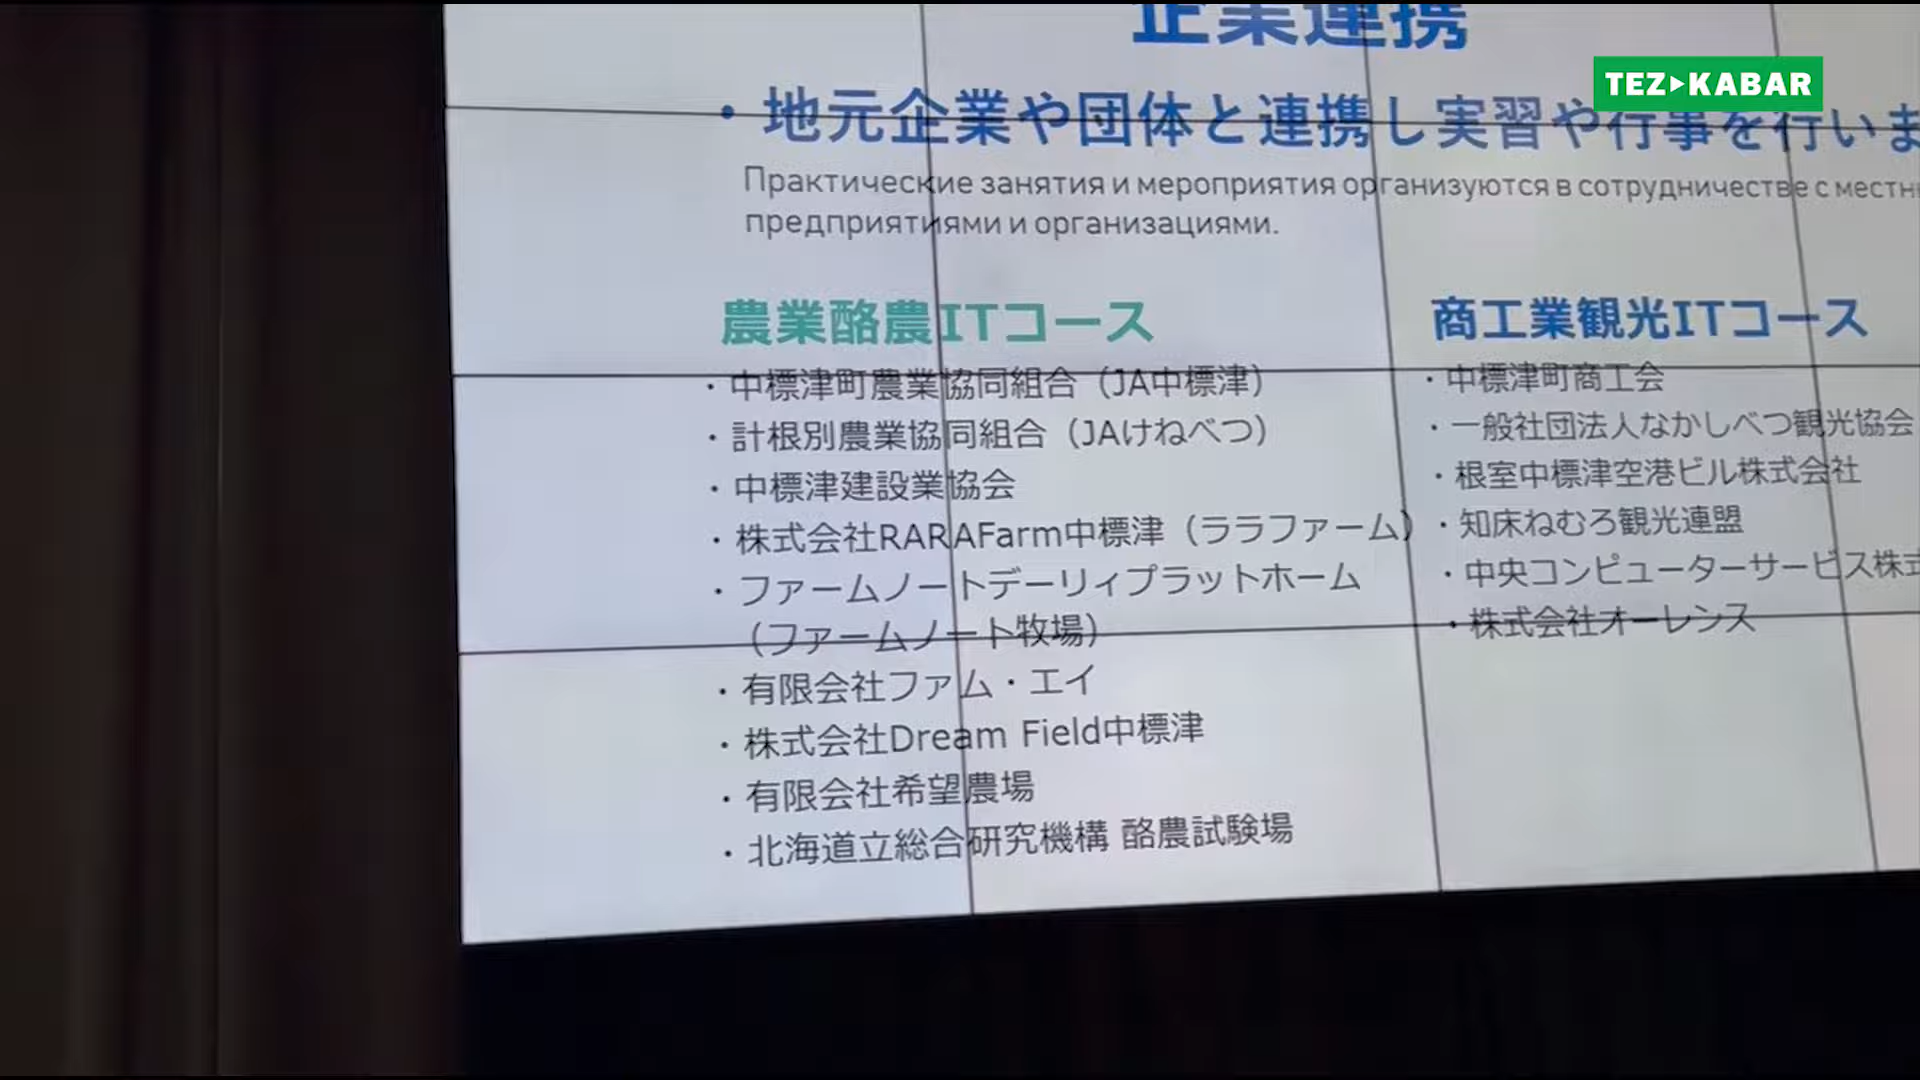 企業連携
TEZ KABAR
・地元企業や団体と連携し実習や行事を行いま
Практические занятия и мероприятия организуются в сотрудничестве с местн
предприятиями и организациями.
農業酪農ITコース
・中標津町農業協同組合（JA中標津）
・計根別農業協同組合（JAけねべつ）
・中標津建設業協会
・株式会社RARAFarm中標津（ララファーム）
・ファームノートデーリィプラットホーム
（ファームノート牧場）
・有限会社ファム・エイ
・株式会社Dream Field中標津
・有限会社希望農場
・北海道立総合研究機構 酪農試験場
商工業観光ITコース
・中標津町商工会
・一般社団法人なかしべつ観光協会
・根室中標津空港ビル株式会社
・知床ねむろ観光連盟
・中央コンピューターサービス株式
・株式会社オーレンス